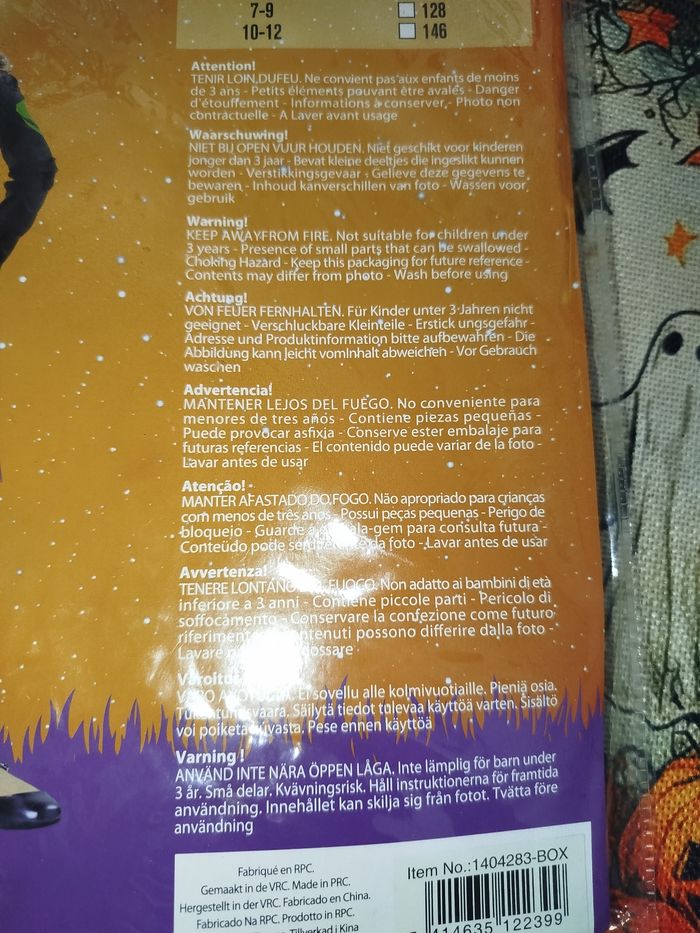 7-9 128
10-12 146
Attention!
TENIR LOIN,DUFEU. Ne convient pas'aux enfants de moins
de 3 ans - Petits éléments pouvant être avalés - Danger
d'étouffement - Informations à conserver, - Photo non
contractuelle - A Laver avant usage
Waarschuwing!
NIET BIJ OPEN VUUR HOUDEN. Niet geschikt voor kinderen
jonger dan 3 jaar - Bevat kleine deeltjes die ingeslikt kunnen
worden - Verstikkingsgevaar - Gelieve deze gegevens te
bewaren - Inhoud kanverschillen van foto - Wassen voor
gebruik
Warning!
KEEP AWAY FROM FIRE. Not suitable for children under
3 years - Presence of small parts that can be swallowed -
Choking Hazard - Keep this packaging for future reference -
Contents may differ from photo - Wash before using
Achtung!
VON FEUER FERNHALTEN. Für Kinder unter 3 Jahren nicht
geeignet - Verschluckbare Kleinteile - Erstick ungsgefahr -
Adresse und Produktinformation bitte aufbewahren - Die
Abbildung kann leicht vomInhalt abweichen - Vor Gebrauch
waschen
Advertencia!
MANTENER LEJOS DEL FUEGO. No conveniente para
menores de tres años - Contiene piezas pequeñas -
Puede provocar asfixia - Conserve ester embalaje para
futuras referencias - El contenido puede variar de la foto -
Lavar antes de usar
Atenção!
MANTER AFASTADO DO FOGO. Não apropriado para crianças
com menos de três anos - Possui peças pequenas - Perigo de
bloqueio - Guarde a para consulta futura -
Conteúdo pode da foto - Lavar antes de usar
Avvertenza!
TENERE LONTANO FUOCO. Non adatto ai bambini di età
inferiore a 3 anni - Contiene piccole parti - Pericolo di
soffocamento - Conservare la confezione come futuro
possono differire dalla foto -
Lavare
Ei sovellu alle kolmivuotiaille. Pieniä osia.
Säilytä tiedot tulevaa käyttöä varten. Sisältö
voi Pese ennen käyttöä
Varning !
ANVÄND INTE NÄRA ÖPPEN LÅGA. Inte lämplig för barn under
3 år. Små delar. Kvävningsrisk. Håll instruktionerna för framtida
användning. Innehållet kan skilja sig från fotot. Tvätta före
användning
Fabriqué en RPC.
Gemaakt in de VRC. Made in PRC.
Hergestellt in der VRC. Fabricado en China.
Fabricado Na RPC. Prodotto in RPC.
Tillverkad i Kina
Item No.:1404283-BOX
414635 122399